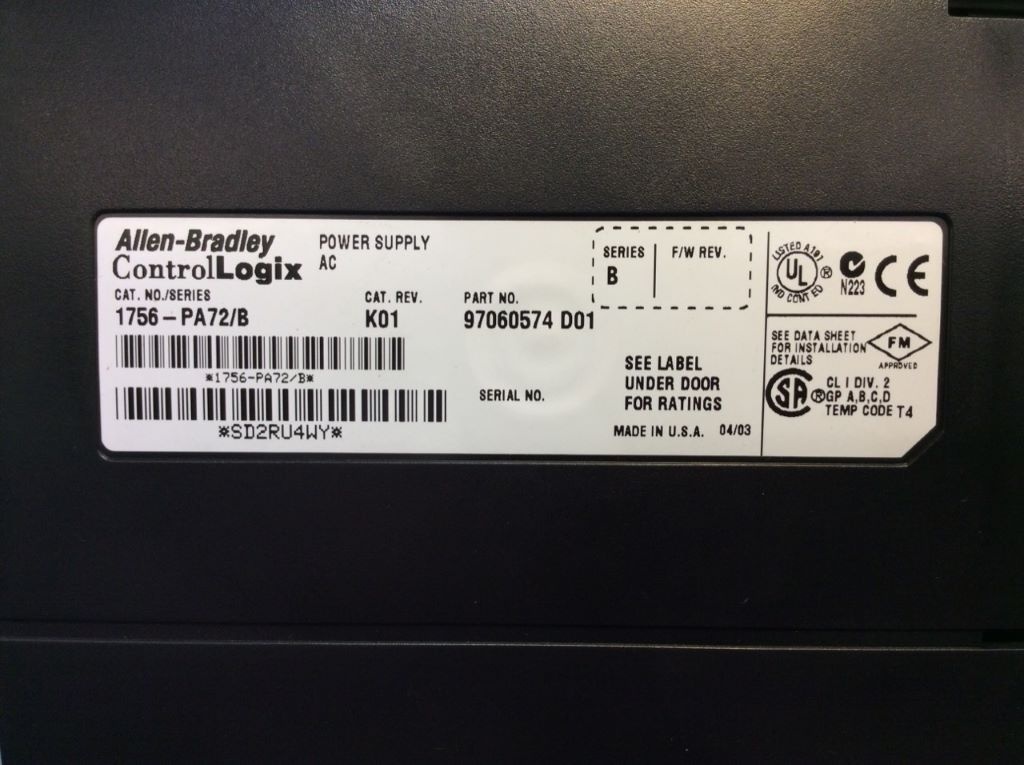 Allen-Bradley
ControlLogix
POWER SUPPLY
AC
CAT. NO./SERIES
1756-PA72/B
CAT. REV.
K01
PART NO.
97060574 D01
*1756-PA72/B*
*SD2RU4WY*
SERIAL NO.
SERIES
B
F/W REV.
SEE LABEL
UNDER DOOR
FOR RATINGS
MADE IN U.S.A. 04/03
LISTED A197
UL ®
IND CONT EQ
N223
CE
SEE DATA SHEET
FOR INSTALLATION
DETAILS
FM
APPROVED
SA ®
CL I DIV. 2
GP A,B,C,D
TEMP CODE T4